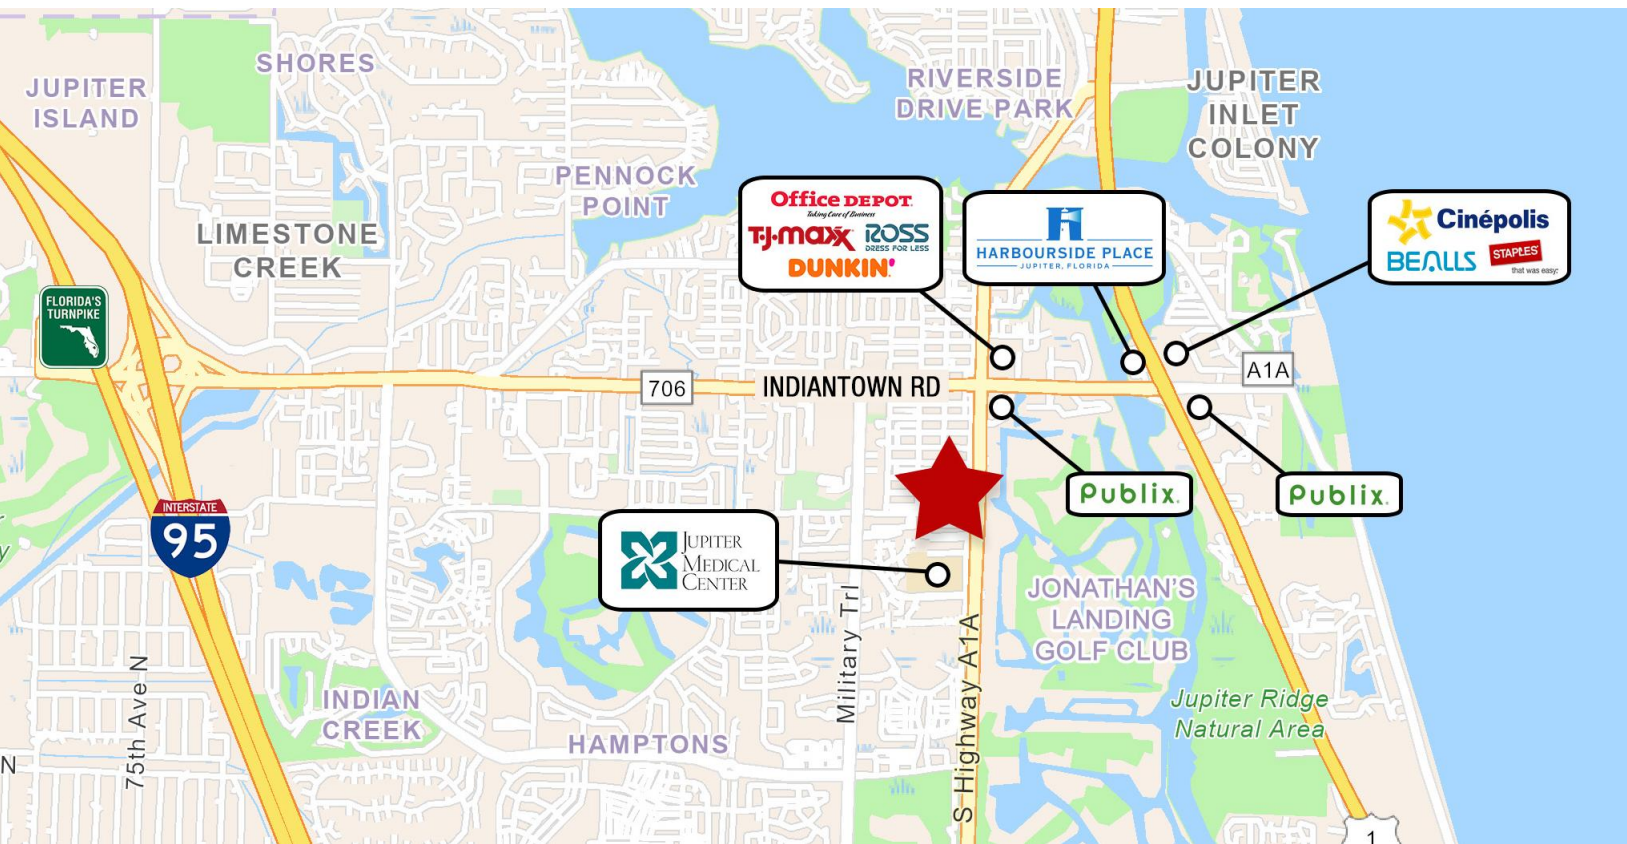 SHORES
JUPITER
ISLAND
RIVERSIDE
DRIVE PARK
JUPITER
INLET
COLONY
PENNOCK
POINT
LIMESTONE
CREEK
Office DEPOT.
Taking Care of Business
T.J.maxx ROSS
DRESS FOR LESS
DUNKIN'
HARBOURSIDE PLACE
JUPITER, FLORIDA
Cinépolis
BEALLS STAPLES
that was easy.
FLORIDA'S
TURNPIKE
706
INDIANTOWN RD
A1A
Publix.
Publix.
INTERSTATE
95
JUPITER
MEDICAL
CENTER
JONATHAN'S
LANDING
GOLF CLUB
Military Trl
S Highway A1A
75th Ave N
INDIAN
CREEK
HAMPTONS
Jupiter Ridge
Natural Area
N
1